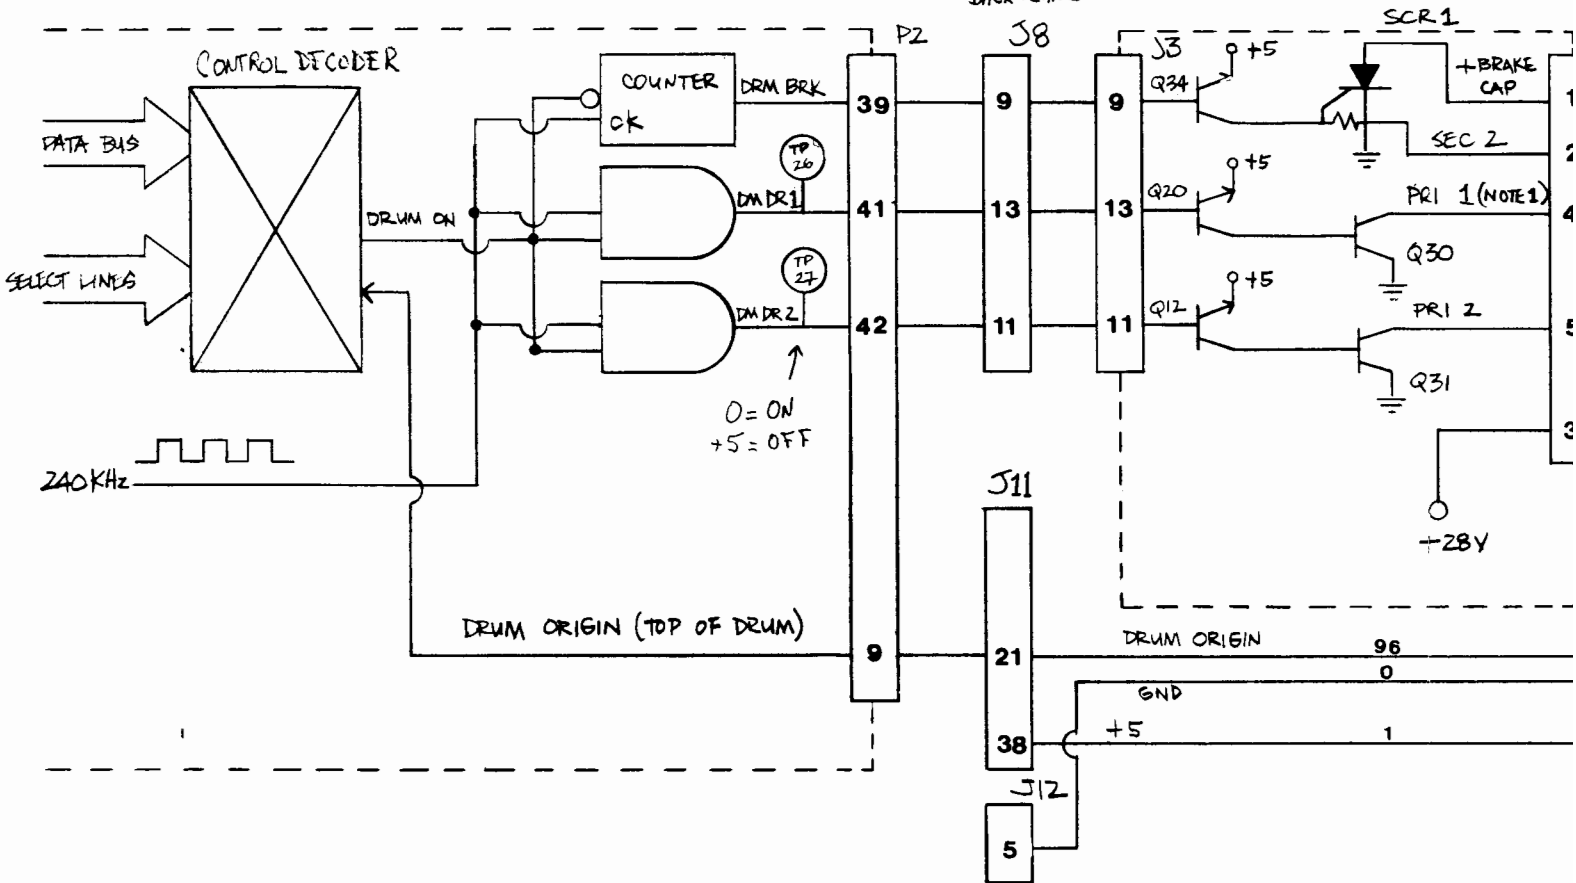 SCR1
P2
J8
J3
CONTROL DECODER
COUNTER
CK
DRM BRK
39
9
9
Q34
+5
+BRAKE
CAP
1
DATA BUS
TP
26
SEC 2
2
DRUM ON
DM DR1
41
13
13
Q20
+5
PRI 1 (NOTE 1)
4
Q30
SELECT LINES
TP
27
DM DR2
42
11
11
Q12
+5
PRI 2
5
Q31
0 = ON
+5 = OFF
3
240KHz
J11
+28V
DRUM ORIGIN (TOP OF DRUM)
9
21
DRUM ORIGIN
96
0
GND
38
+5
1
J12
5